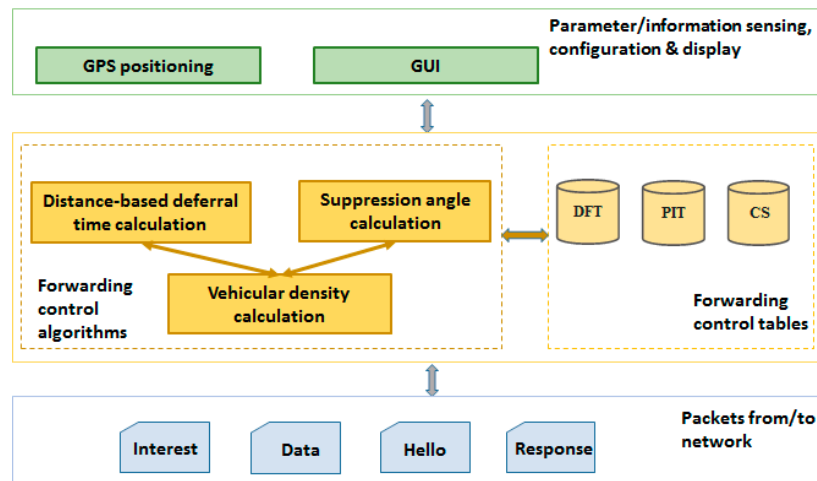 Parameter/information sensing,
configuration & display
GPS positioning
GUI
Distance-based deferral
time calculation
Suppression angle
calculation
Vehicular density
calculation
Forwarding
control
algorithms
DFT
PIT
CS
Forwarding
control tables
Packets from/to
network
Interest
Data
Hello
Response